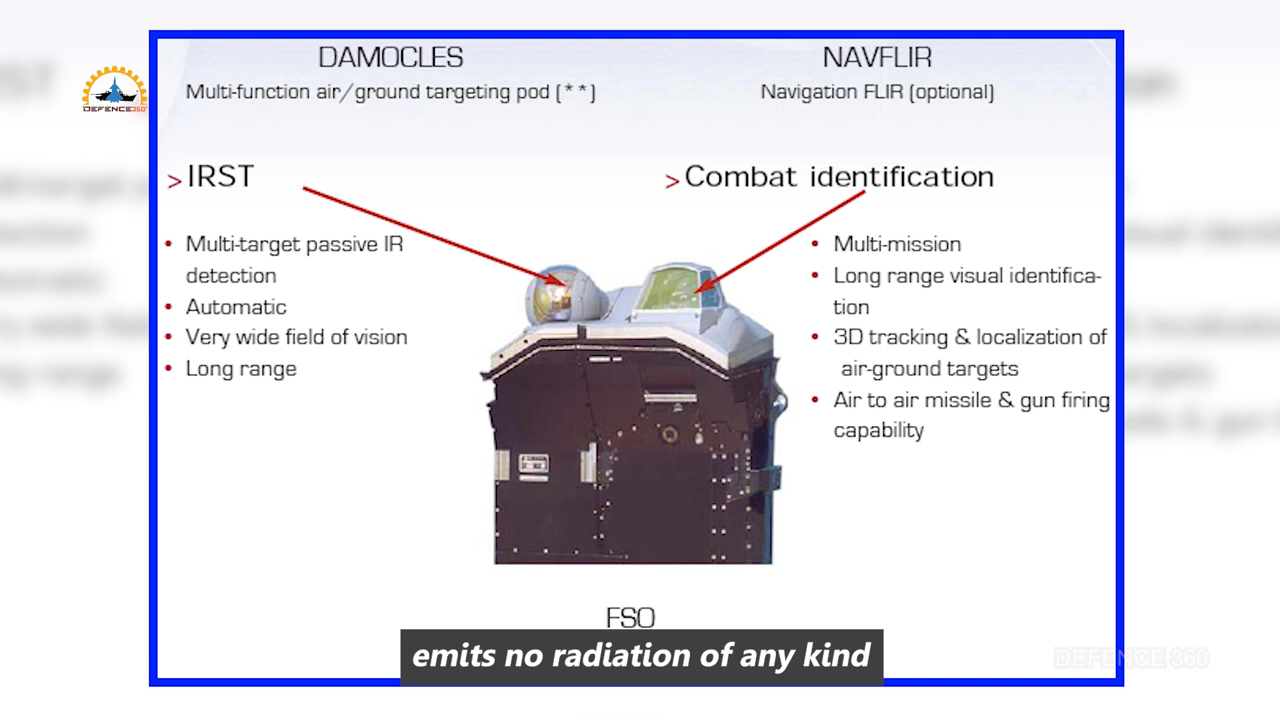 DAMOCLES
Multi-function air/ground targeting pod (**)
NAVFLIR
Navigation FLIR (optional)
DEFENCE360°
> IRST
• Multi-target passive IR
detection
• Automatic
• Very wide field of vision
• Long range
> Combat identification
• Multi-mission
• Long range visual identifica-
tion
• 3D tracking & localization of
air-ground targets
• Air to air missile & gun firing
capability
FSO
emits no radiation of any kind
DEFENCE 360